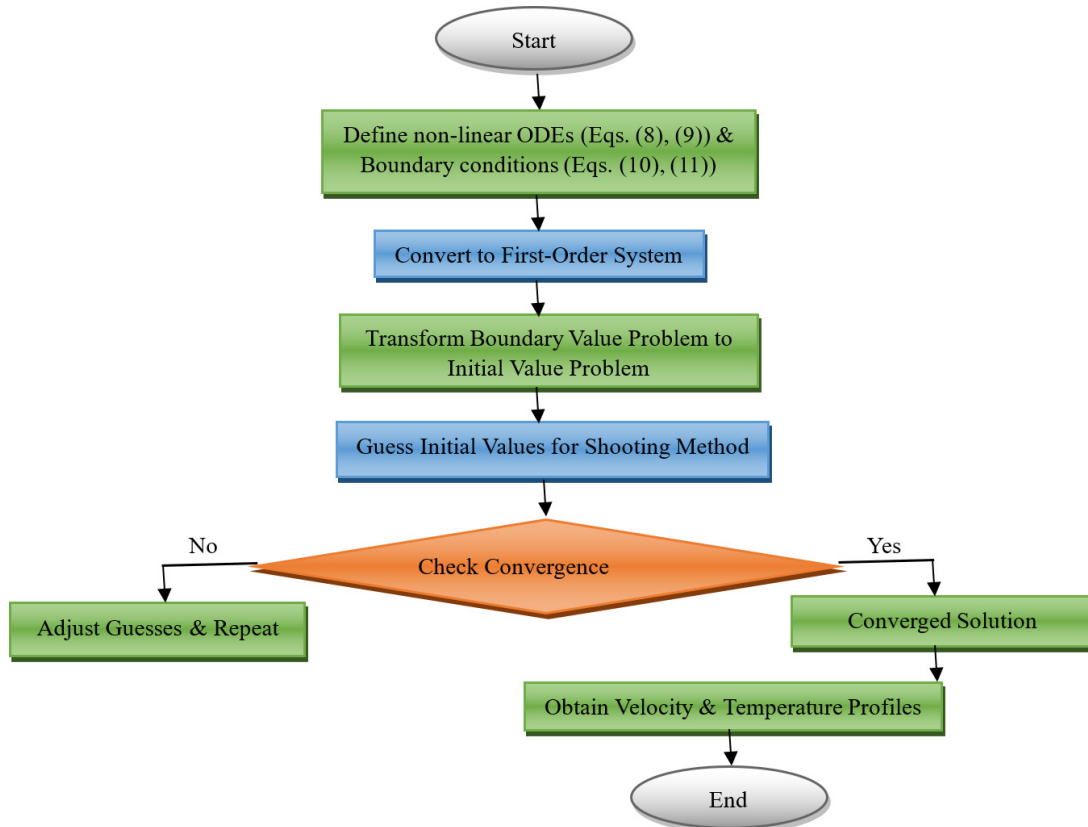 Start
Define non-linear ODEs (Eqs. (8), (9)) &
Boundary conditions (Eqs. (10), (11))
Convert to First-Order System
Transform Boundary Value Problem to
Initial Value Problem
Guess Initial Values for Shooting Method
No
Yes
Check Convergence
Adjust Guesses & Repeat
Converged Solution
Obtain Velocity & Temperature Profiles
End